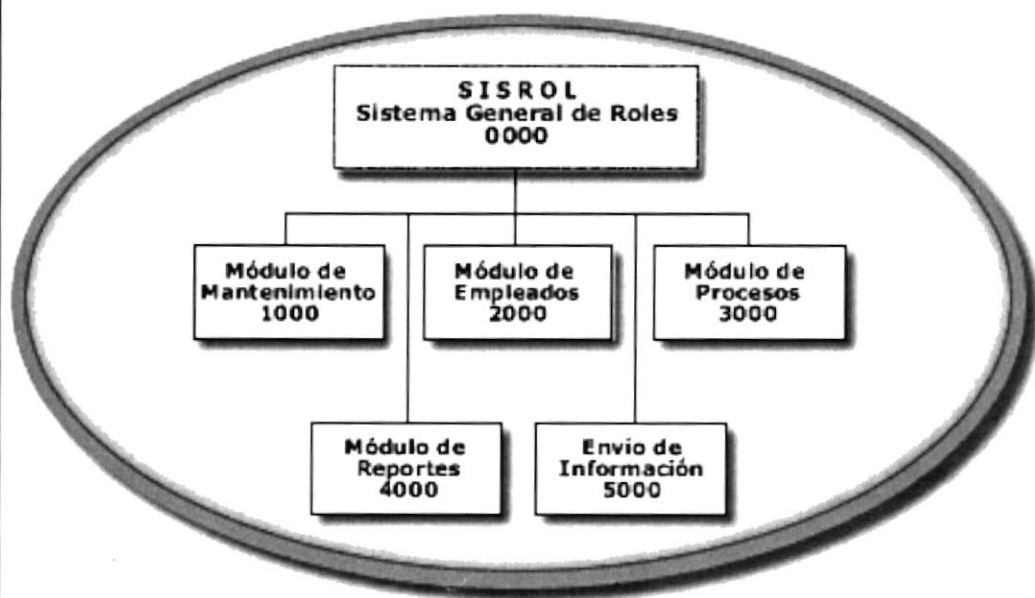 SISROL
Sistema General de Roles
0000
Módulo de
Mantenimiento
1000
Módulo de
Empleados
2000
Módulo de
Procesos
3000
Módulo de
Reportes
4000
Envío de
Información
5000